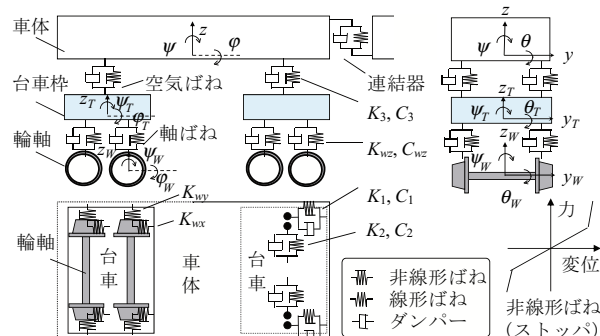 車体
z
ψ
φ
空気ばね
連結器
台車枠
z_T
ψ_T
φ_T
軸ばね
K_3, C_3
輪軸
z_W
ψ_W
φ_W
K_wz, C_wz
z
ψ
θ
y
z_T
ψ_T
θ_T
y_T
ψ_W
z_W
y_W
θ_W
K_wy
K_wx
輪軸
台車
車体
台車
K_1, C_1
K_2, C_2
非線形ばね
線形ばね
ダンパー
力
変位
非線形ばね
(ストッパ)